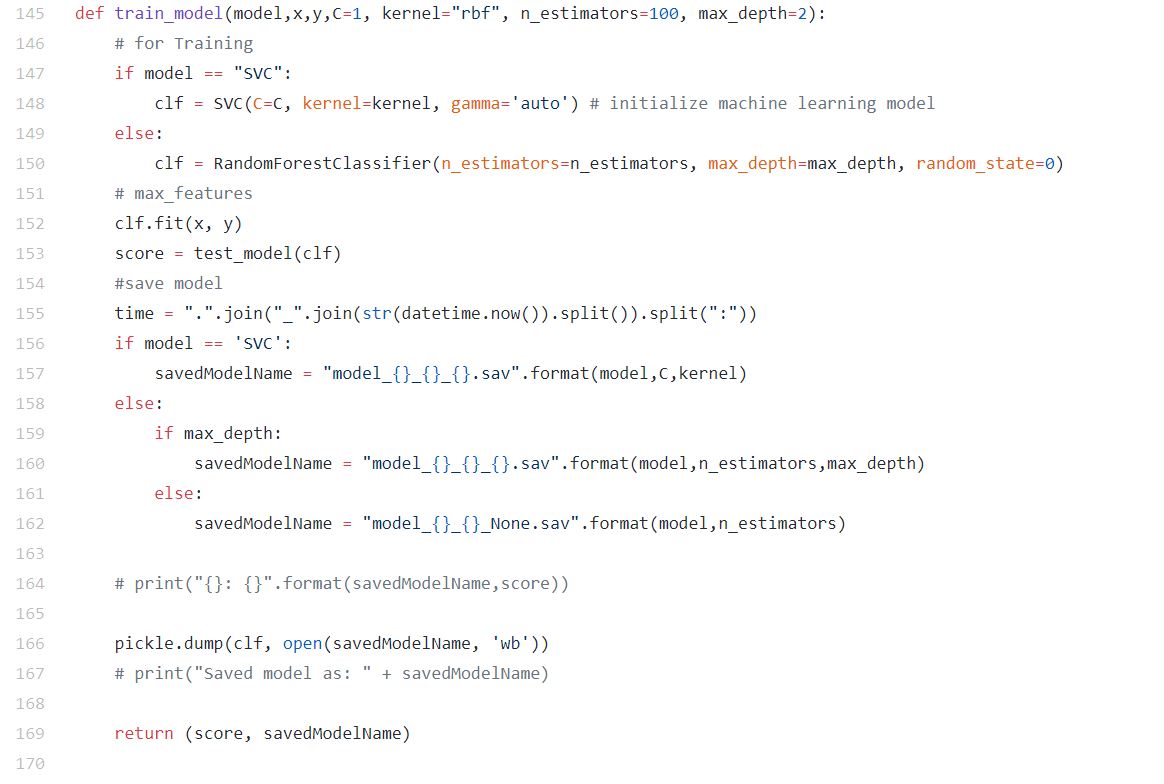 145 def train_model(model,x,y,C=1, kernel="rbf", n_estimators=100, max_depth=2):
146     # for Training
147     if model == "SVC":
148         clf = SVC(C=C, kernel=kernel, gamma='auto') # initialize machine learning model
149     else:
150         clf = RandomForestClassifier(n_estimators=n_estimators, max_depth=max_depth, random_state=0)
151     # max_features
152     clf.fit(x, y)
153     score = test_model(clf)
154     #save model
155     time = ".".join("_".join(str(datetime.now()).split()).split(":"))
156     if model == 'SVC':
157         savedModelName = "model_{}_{}_{}.sav".format(model,C,kernel)
158     else:
159         if max_depth:
160             savedModelName = "model_{}_{}_{}.sav".format(model,n_estimators,max_depth)
161         else:
162             savedModelName = "model_{}_{}_None.sav".format(model,n_estimators)
163
164     # print("{}: {}".format(savedModelName,score))
165
166     pickle.dump(clf, open(savedModelName, 'wb'))
167     # print("Saved model as: " + savedModelName)
168
169     return (score, savedModelName)
170